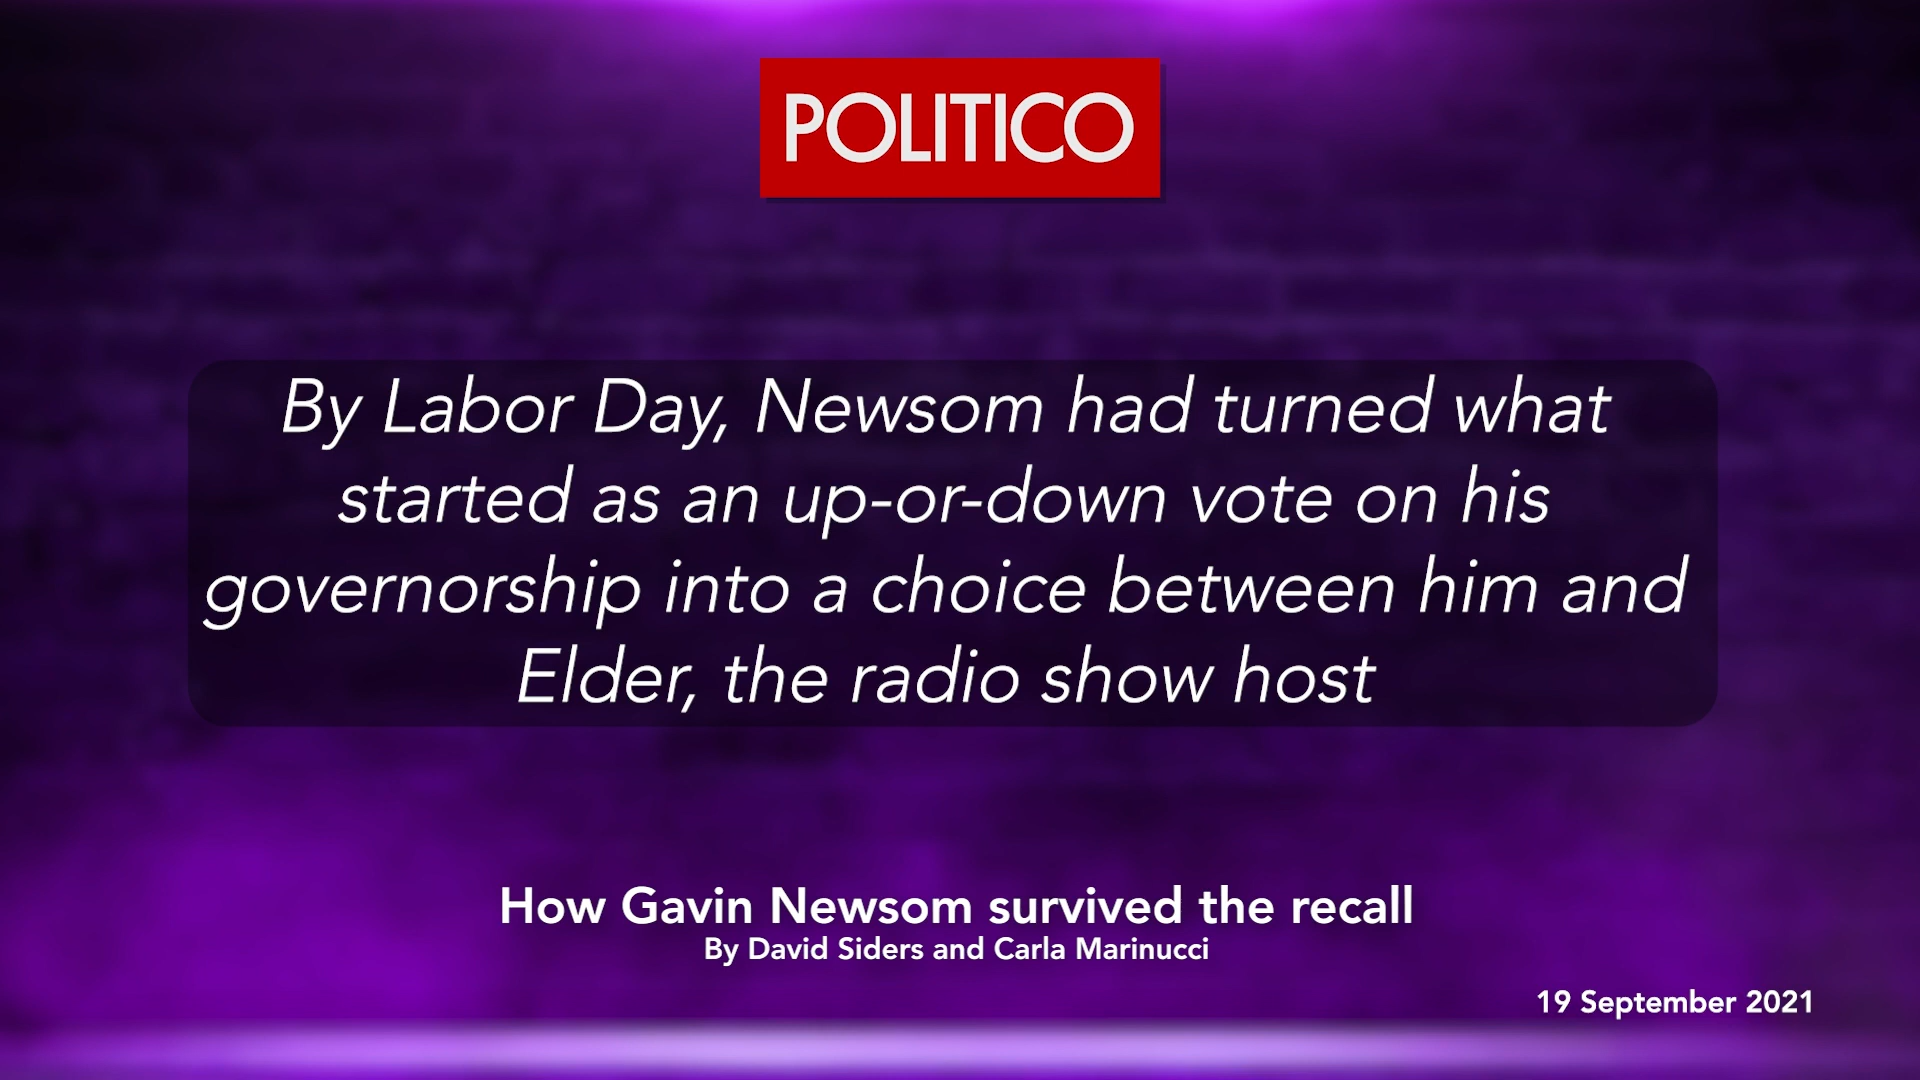 POLITICO
By Labor Day, Newsom had turned what
started as an up-or-down vote on his
governorship into a choice between him and
Elder, the radio show host
How Gavin Newsom survived the recall
By David Siders and Carla Marinucci
19 September 2021